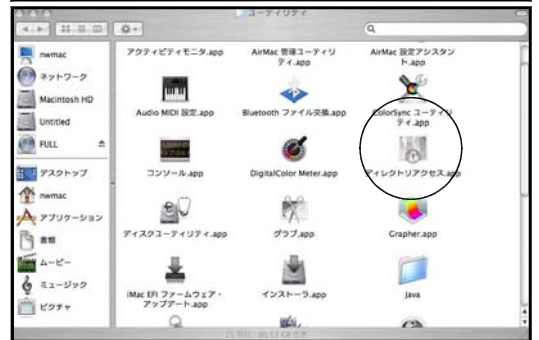 ユーティリティ
nwmac
ネットワーク
Macintosh HD
Untitled
FULL
デスクトップ
nwmac
アプリケーション
書類
ムービー
ミュージック
ピクチャ
アクティビティモニタ.app
AirMac 管理ユーティリ
ティ.app
AirMac 設定アシスタン
ト.app
Audio MIDI 設定.app
Bluetooth ファイル交換.app
ColorSync ユーティリ
ティ.app
コンソール.app
DigitalColor Meter.app
ディレクトリアクセス.app
ディスクユーティリティ.app
グラブ.app
Grapher.app
iMac EFI ファームウェア・
アップデート.app
インストーラ.app
Java